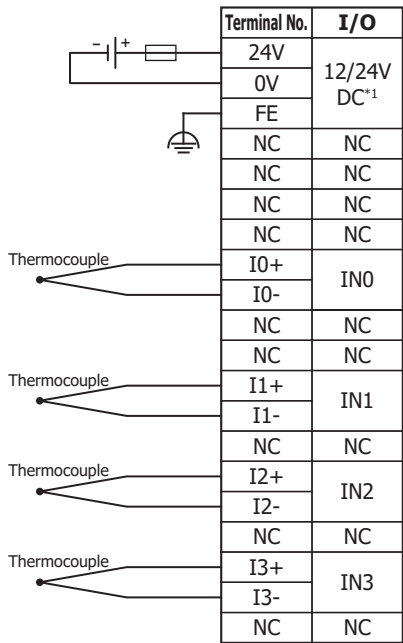 Terminal No. I/O
- + 24V
12/24V
0V
DC*1
FE
NC NC
NC NC
NC NC
NC NC
Thermocouple I0+
IN0
I0-
NC NC
NC NC
Thermocouple I1+
IN1
I1-
NC NC
Thermocouple I2+
IN2
I2-
NC NC
Thermocouple I3+
IN3
I3-
NC NC